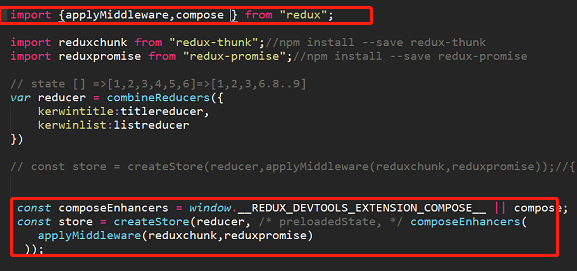 import {applyMiddleware,compose } from "redux";
import reduxchunk from "redux-thunk";//npm install --save redux-thunk
import reduxpromise from "redux-promise";//npm install --save redux-promise
// state [] =>[1,2,3,4,5,6]=>[1,2,3,6.8..9]
var reducer = combineReducers({
kerwintitle:titlereducer,
kerwinlist:listreducer
})
// const store = createStore(reducer,applyMiddleware(reduxchunk,reduxpromise));//{
const composeEnhancers = window.__REDUX_DEVTOOLS_EXTENSION_COMPOSE__ || compose;
const store = createStore(reducer, /* preloadedState, */ composeEnhancers(
applyMiddleware(reduxchunk,reduxpromise)
));